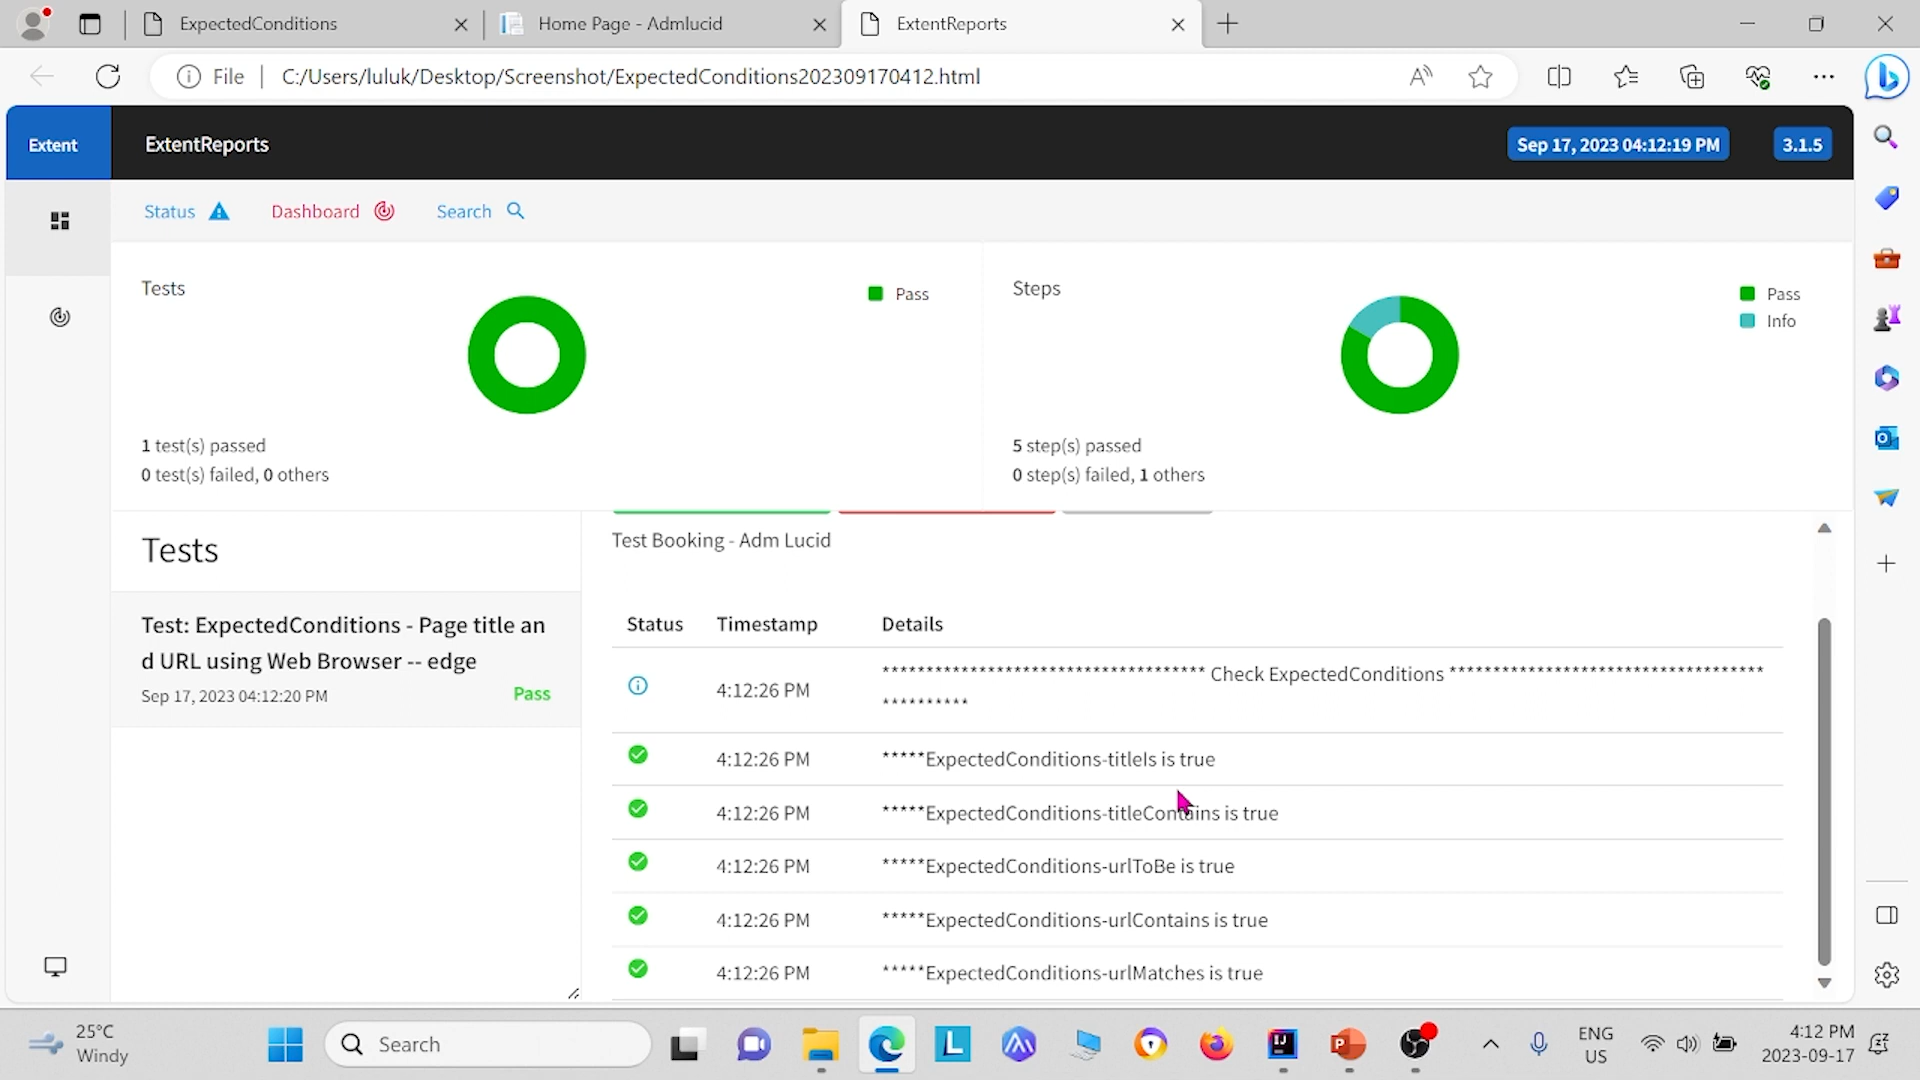 ExpectedConditions
Home Page - Admlucid
ExtentReports
File
C:/Users/luluk/Desktop/Screenshot/ExpectedConditions202309170412.html
Extent
ExtentReports
Sep 17, 2023 04:12:19 PM
3.1.5
Status
Dashboard
Search
Tests
Pass
1 test(s) passed
0 test(s) failed, 0 others
Steps
Pass
Info
5 step(s) passed
0 step(s) failed, 1 others
Tests
Test: ExpectedConditions - Page title an
d URL using Web Browser -- edge
Sep 17, 2023 04:12:20 PM
Pass
Test Booking - Adm Lucid
Status Timestamp Details
4:12:26 PM ************************************* Check ExpectedConditions ************************************
**********
4:12:26 PM *****ExpectedConditions-titleIs is true
4:12:26 PM *****ExpectedConditions-titleContains is true
4:12:26 PM *****ExpectedConditions-urlToBe is true
4:12:26 PM *****ExpectedConditions-urlContains is true
4:12:26 PM *****ExpectedConditions-urlMatches is true
25°C
Windy
Search
ENG
US
4:12 PM
2023-09-17